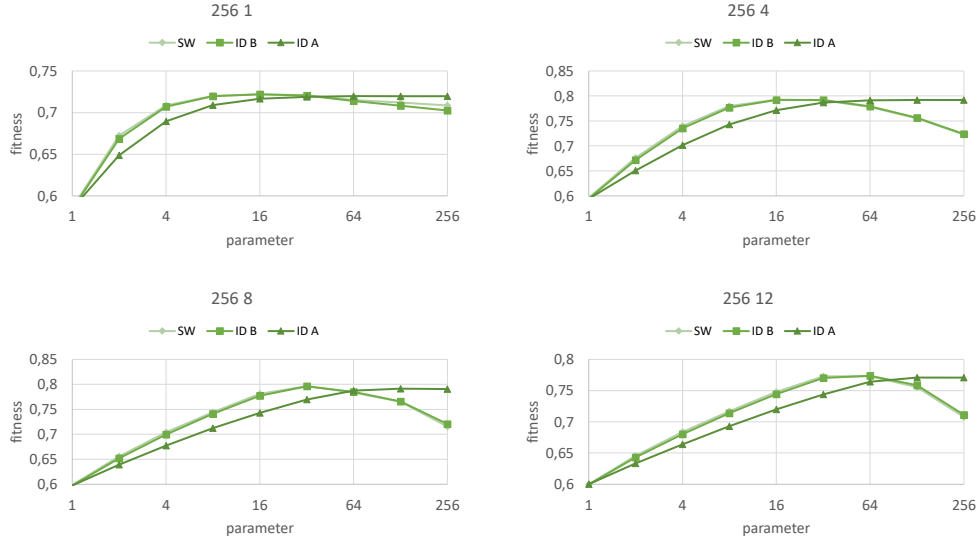 256 1
SW ID B ID A
0,75
0,7
0,65
0,6
fitness
1 4 16 64 256
parameter
256 4
SW ID B ID A
0,85
0,8
0,75
0,7
0,65
0,6
fitness
1 4 16 64 256
parameter
256 8
SW ID B ID A
0,85
0,8
0,75
0,7
0,65
0,6
fitness
1 4 16 64 256
parameter
256 12
SW ID B ID A
0,8
0,75
0,7
0,65
0,6
fitness
1 4 16 64 256
parameter